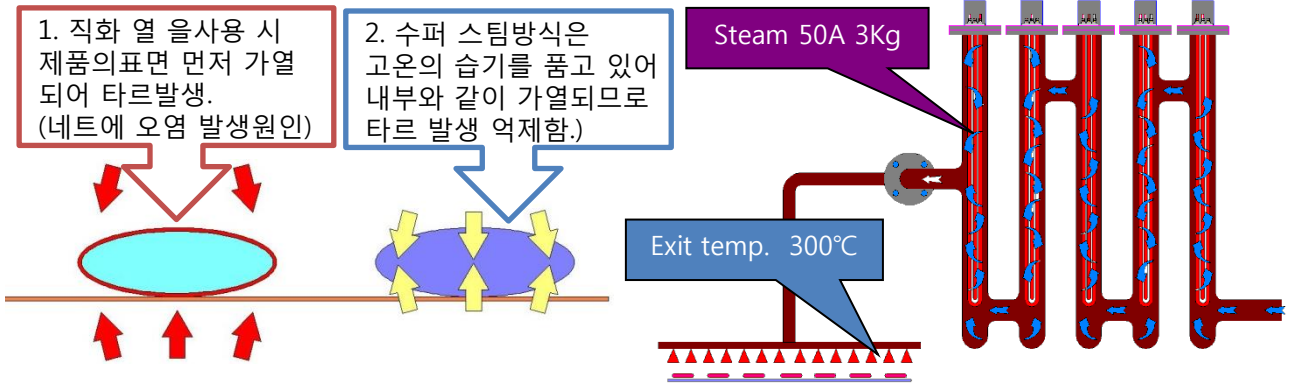 1. 직화 열 을사용 시
제품의표면 먼저 가열
되어 타르발생.
(네트에 오염 발생원인)
2. 수퍼 스팀방식은
고온의 습기를 품고 있어
내부와 같이 가열되므로
타르 발생 억제함.)
Steam 50A 3Kg
Exit temp. 300℃